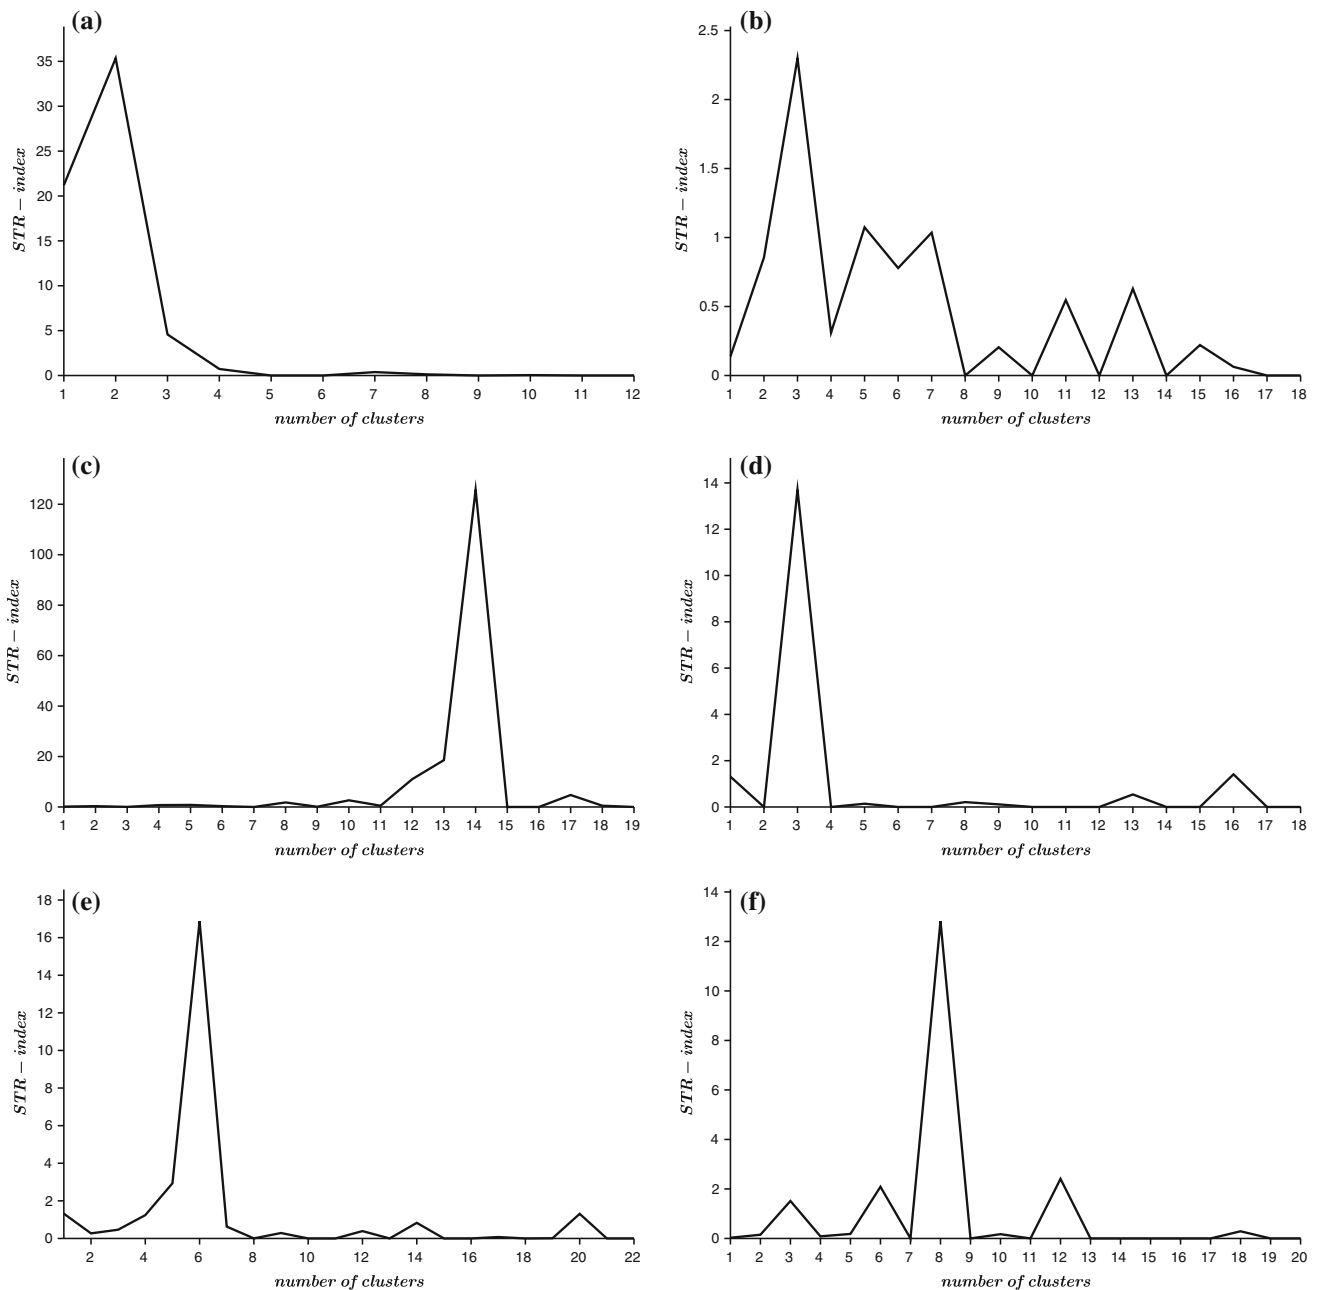 (a)
35
30
25
20
15
10
5
0
STR − index
1 2 3 4 5 6 7 8 9 10 11 12
number of clusters
(b)
2.5
2
1.5
1
0.5
0
STR − index
1 2 3 4 5 6 7 8 9 10 11 12 13 14 15 16 17 18
number of clusters
(c)
120
100
80
60
40
20
0
STR − index
1 2 3 4 5 6 7 8 9 10 11 12 13 14 15 16 17 18 19
number of clusters
(d)
14
12
10
8
6
4
2
0
STR − index
1 2 3 4 5 6 7 8 9 10 11 12 13 14 15 16 17 18
number of clusters
(e)
18
16
14
12
10
8
6
4
2
0
STR − index
2 4 6 8 10 12 14 16 18 20 22
number of clusters
(f)
14
12
10
8
6
4
2
0
STR − index
1 2 3 4 5 6 7 8 9 10 11 12 13 14 15 16 17 18 19 20
number of clusters